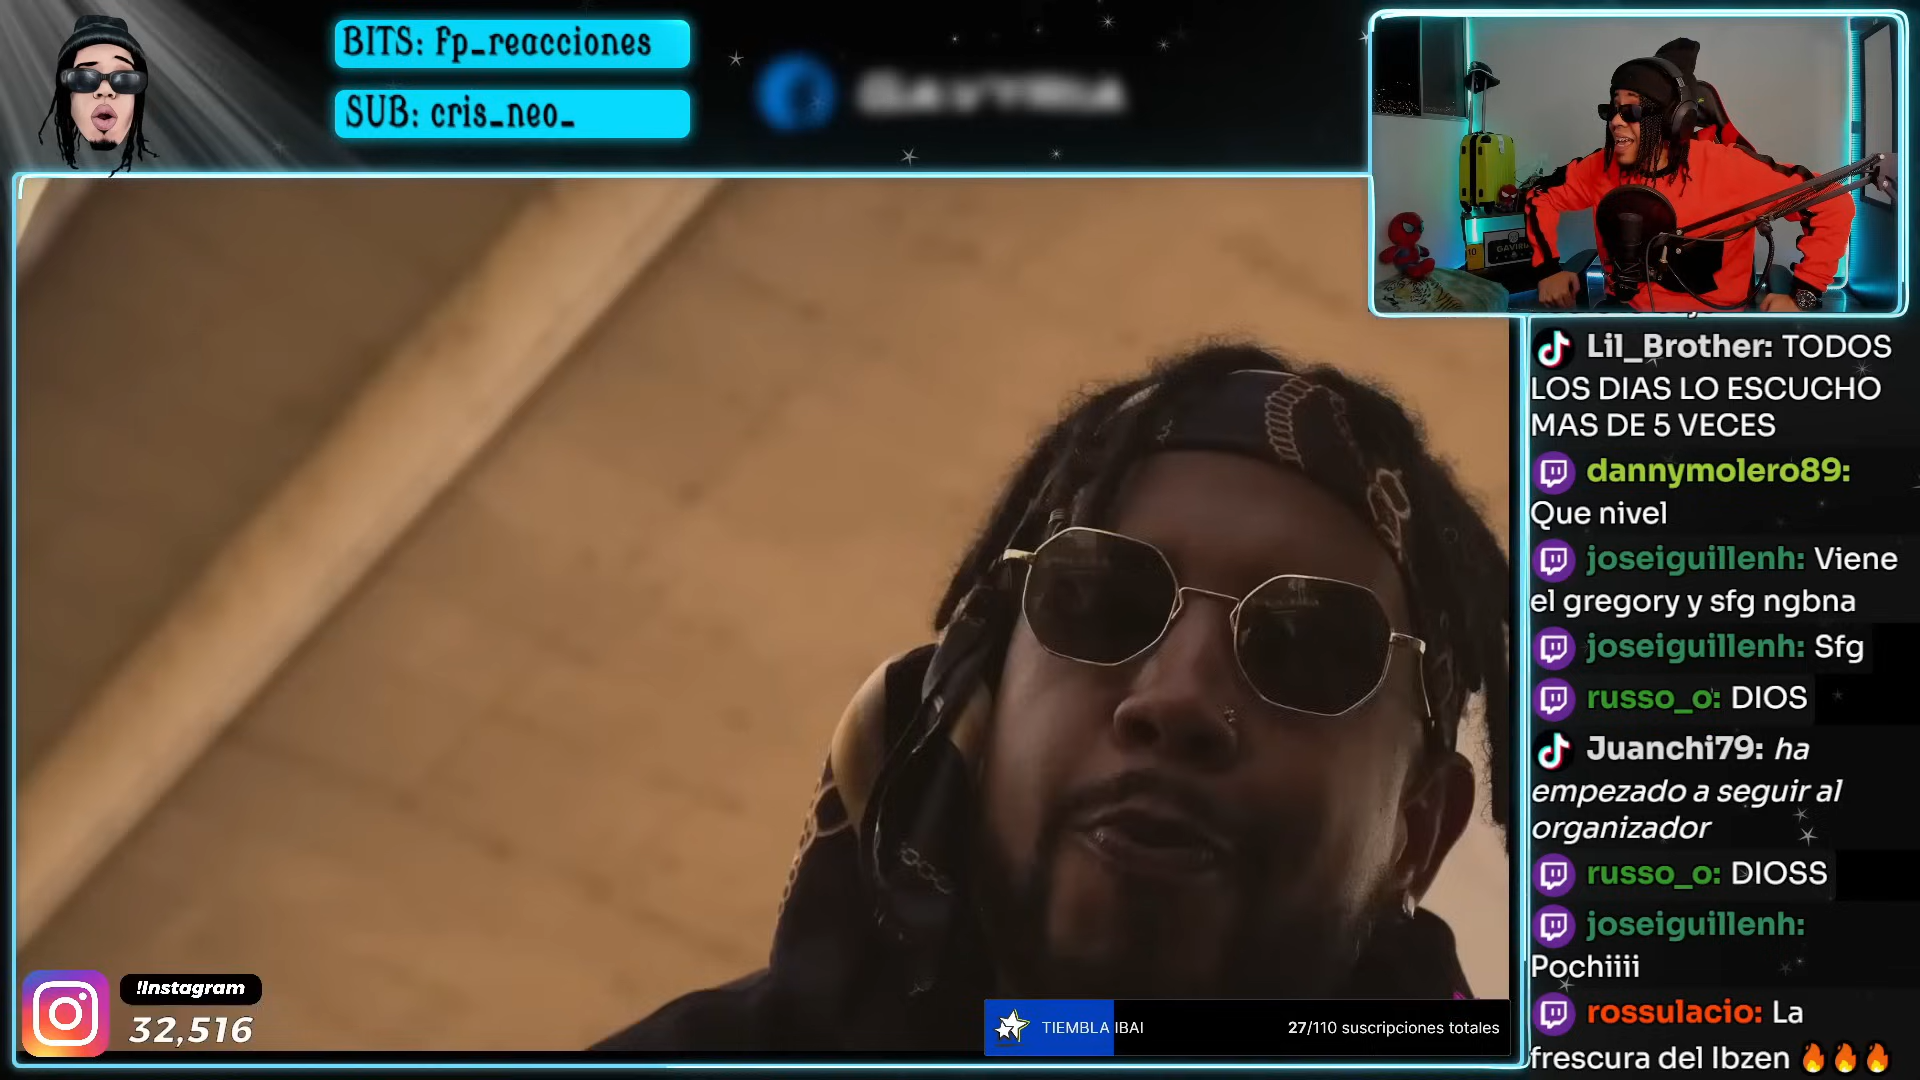 BITS: Fp_reacciones
SUB: cris_neo_
GAVYRIA
Lil_Brother: TODOS
LOS DIAS LO ESCUCHO
MAS DE 5 VECES
dannymolero89:
Que nivel
joseiguillenh: Viene
el gregory y sfg ngbna
joseiguillenh: Sfg
russo_o: DIOS
Juanchi79: ha
empezado a seguir al
organizador
russo_o: DIOSS
joseiguillenh:
Pochiiii
rossulacio: La
frescura del Ibzen 🔥🔥🔥
!Instagram
32,516
TIEMBLA IBAI
27/110 suscripciones totales